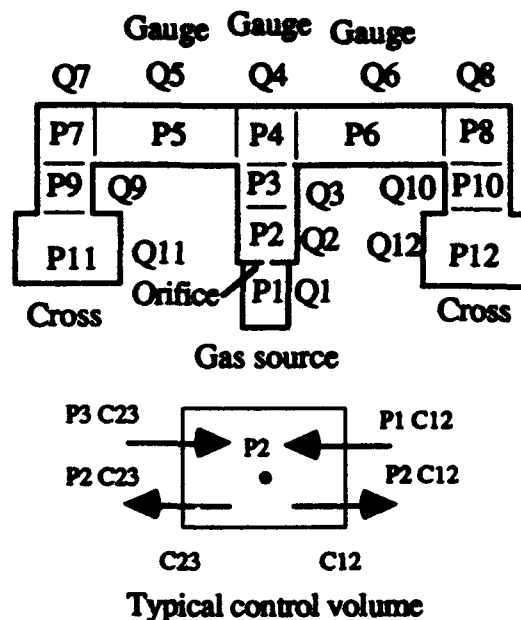 Gauge Gauge Gauge
Q7 Q5 Q4 Q6 Q8
P7 P5 P4 P6 P8
P9 Q9 P3 Q3 Q10 P10
P11 Q11 P2 Q2 Q12 P12
Orifice P1 Q1
Cross Cross
Gas source
P3 C23 P2 P1 C12
P2 C23 P2 C12
C23 C12
Typical control volume